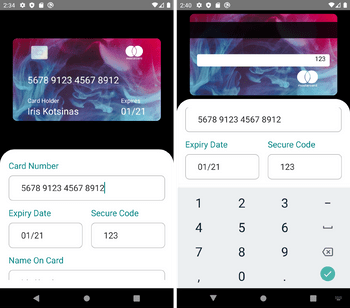 2:34
5678 9123 4567 8912
Card Holder
Expires
Iris Kotsinas
01/21
Card Number
5678 9123 4567 8912
Expiry Date
Secure Code
01/21
123
Name On Card
2:40
123
5678 9123 4567 8912
Expiry Date
Secure Code
01/21
123
1 2 3 −
4 5 6
7 8 9
, 0 .